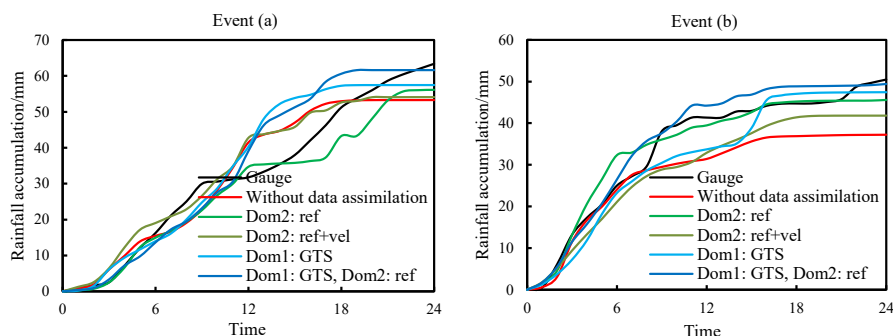 Event (a)
Rainfall accumulation/mm
70
60
50
40
30
20
10
0
Gauge
Without data assimilation
Dom2: ref
Dom2: ref+vel
Dom1: GTS
Dom1: GTS, Dom2: ref
0 6 12 18 24
Time
Event (b)
Rainfall accumulation/mm
60
50
40
30
20
10
0
Gauge
Without data assimilation
Dom2: ref
Dom2: ref+vel
Dom1: GTS
Dom1: GTS, Dom2: ref
0 6 12 18 24
Time